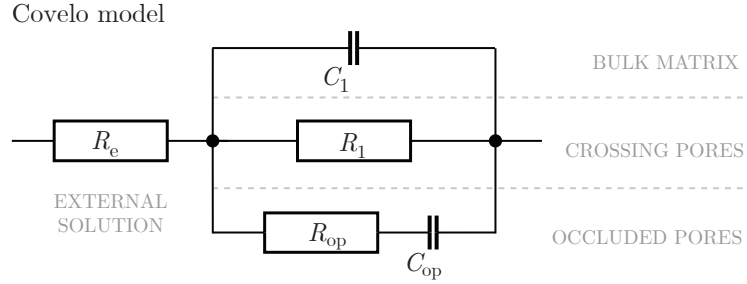 Covelo model
C₁
BULK MATRIX
Rₑ
R₁
CROSSING PORES
EXTERNAL
SOLUTION
Rₒₚ
Cₒₚ
OCCLUDED PORES